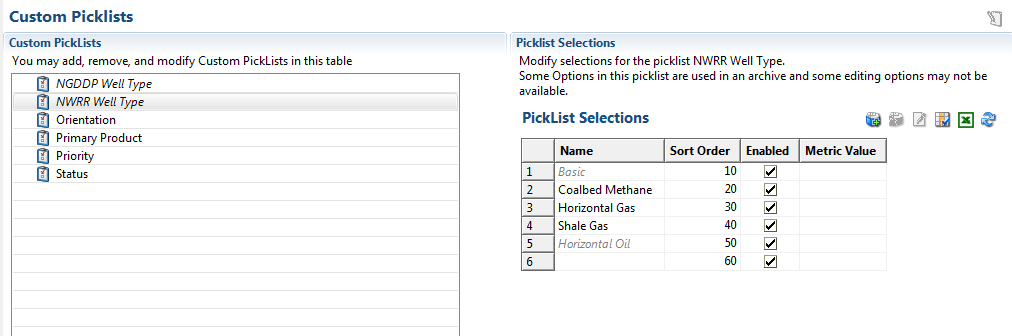 Custom Picklists
Custom PickLists
You may add, remove, and modify Custom PickLists in this table
NGDDP Well Type
NWRR Well Type
Orientation
Primary Product
Priority
Status
Picklist Selections
Modify selections for the picklist NWRR Well Type.
Some Options in this picklist are used in an archive and some editing options may not be
available.
PickList Selections
Name Sort Order Enabled Metric Value
1 Basic 10
2 Coalbed Methane 20
3 Horizontal Gas 30
4 Shale Gas 40
5 Horizontal Oil 50
6 60